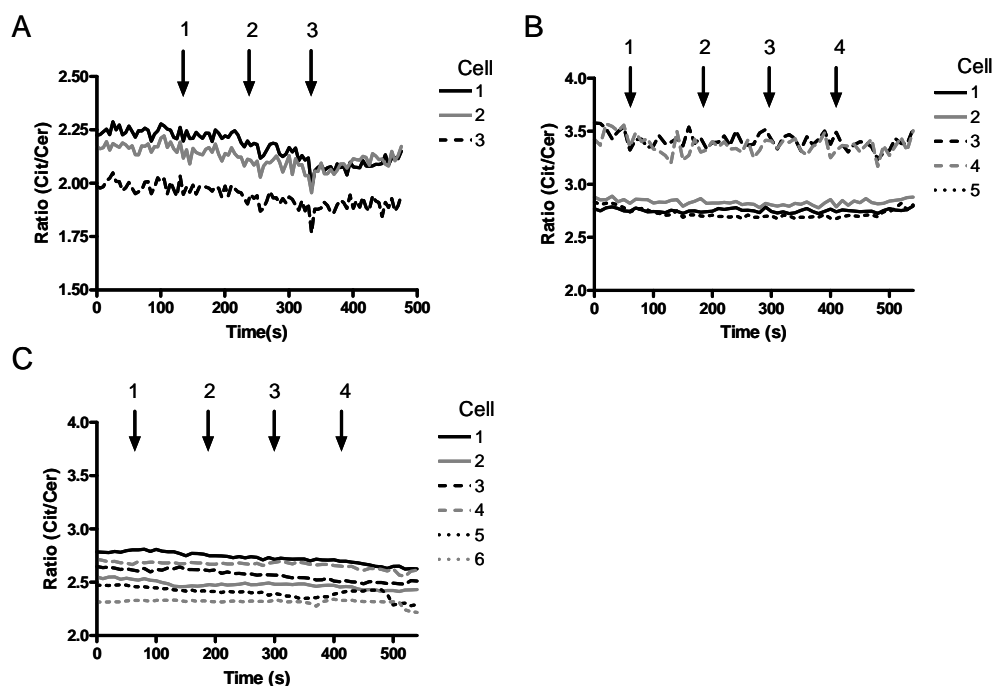 A
1 2 3
Cell
1
2
3
2.50
2.25
2.00
1.75
1.50
Ratio (Cit/Cer)
0 100 200 300 400 500
Time(s)
B
1 2 3 4
Cell
1
2
3
4
5
4.0
3.5
3.0
2.5
2.0
Ratio (Cit/Cer)
0 100 200 300 400 500
Time (s)
C
1 2 3 4
Cell
1
2
3
4
5
6
4.0
3.5
3.0
2.5
2.0
Ratio (Cit/Cer)
0 100 200 300 400 500
Time (s)